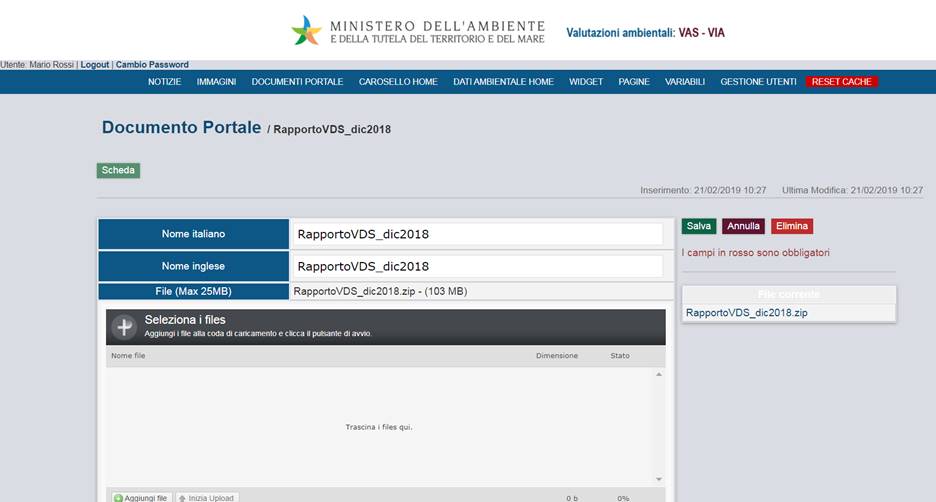 MINISTERO DELL'AMBIENTE
E DELLA TUTELA DEL TERRITORIO E DEL MARE
Valutazioni ambientali: VAS - VIA
Utente: Mario Rossi | Logout | Cambio Password
NOTIZIE IMMAGINI DOCUMENTI PORTALE CAROSELLO HOME DATI AMBIENTALE HOME WIDGET PAGINE VARIABILI GESTIONE UTENTI RESET CACHE
Documento Portale / RapportoVDS_dic2018
Scheda
Inserimento: 21/02/2019 10:27 Ultima Modifica: 21/02/2019 10:27
Nome italiano RapportoVDS_dic2018
Nome inglese RapportoVDS_dic2018
File (Max 25MB) RapportoVDS_dic2018.zip - (103 MB)
Seleziona i files
Aggiungi i file alla coda di caricamento e clicca il pulsante di avvio.
Nome file Dimensione Stato
Trascina i files qui.
Aggiungi file Inizia Upload 0 b 0%
Salva Annulla Elimina
I campi in rosso sono obbligatori
File corrente
RapportoVDS_dic2018.zip